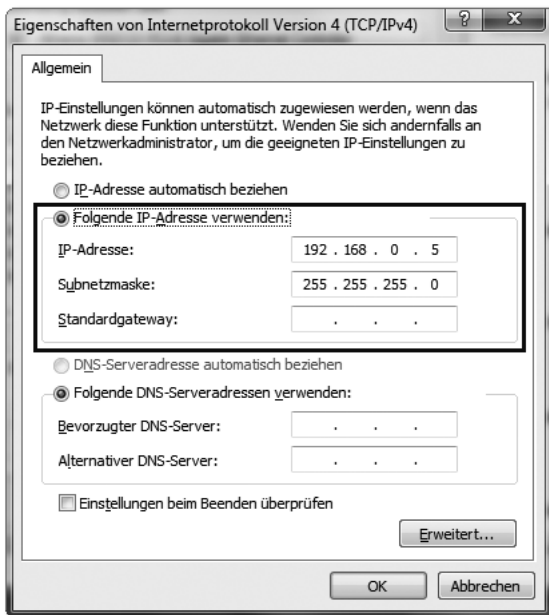 Eigenschaften von Internetprotokoll Version 4 (TCP/IPv4)
Allgemein
IP-Einstellungen können automatisch zugewiesen werden, wenn das
Netzwerk diese Funktion unterstützt. Wenden Sie sich andernfalls an
den Netzwerkadministrator, um die geeigneten IP-Einstellungen zu
beziehen.
IP-Adresse automatisch beziehen
Folgende IP-Adresse verwenden:
IP-Adresse: 192 . 168 . 0 . 5
Subnetzmaske: 255 . 255 . 255 . 0
Standardgateway: . . .
DNS-Serveradresse automatisch beziehen
Folgende DNS-Serveradressen verwenden:
Bevorzugter DNS-Server: . . .
Alternativer DNS-Server: . . .
Einstellungen beim Beenden überprüfen
Erweitert...
OK Abbrechen